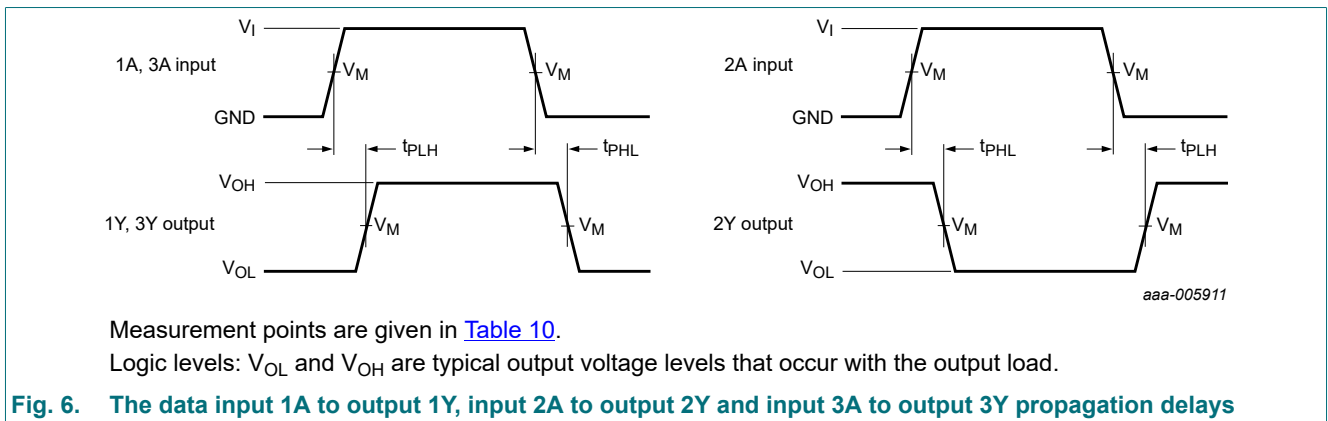 VI
1A, 3A input
VM
VM
GND
tPLH
tPHL
VOH
1Y, 3Y output
VM
VM
VOL
VI
2A input
VM
VM
GND
tPHL
tPLH
VOH
2Y output
VM
VM
VOL
aaa-005911
Measurement points are given in Table 10.
Logic levels: VOL and VOH are typical output voltage levels that occur with the output load.
Fig. 6. The data input 1A to output 1Y, input 2A to output 2Y and input 3A to output 3Y propagation delays